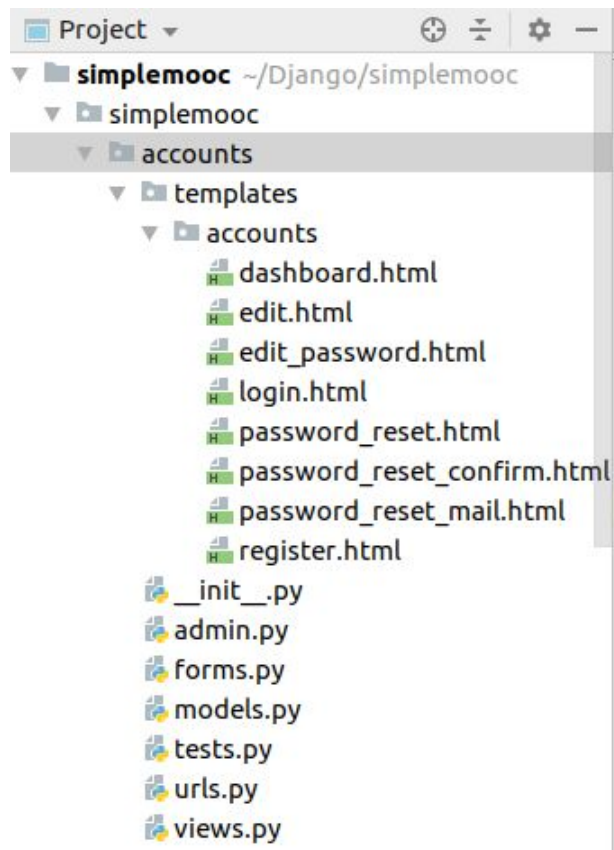 Project
simplemooc ~/Django/simplemooc
simplemooc
accounts
templates
accounts
dashboard.html
edit.html
edit_password.html
login.html
password_reset.html
password_reset_confirm.html
password_reset_mail.html
register.html
__init__.py
admin.py
forms.py
models.py
tests.py
urls.py
views.py